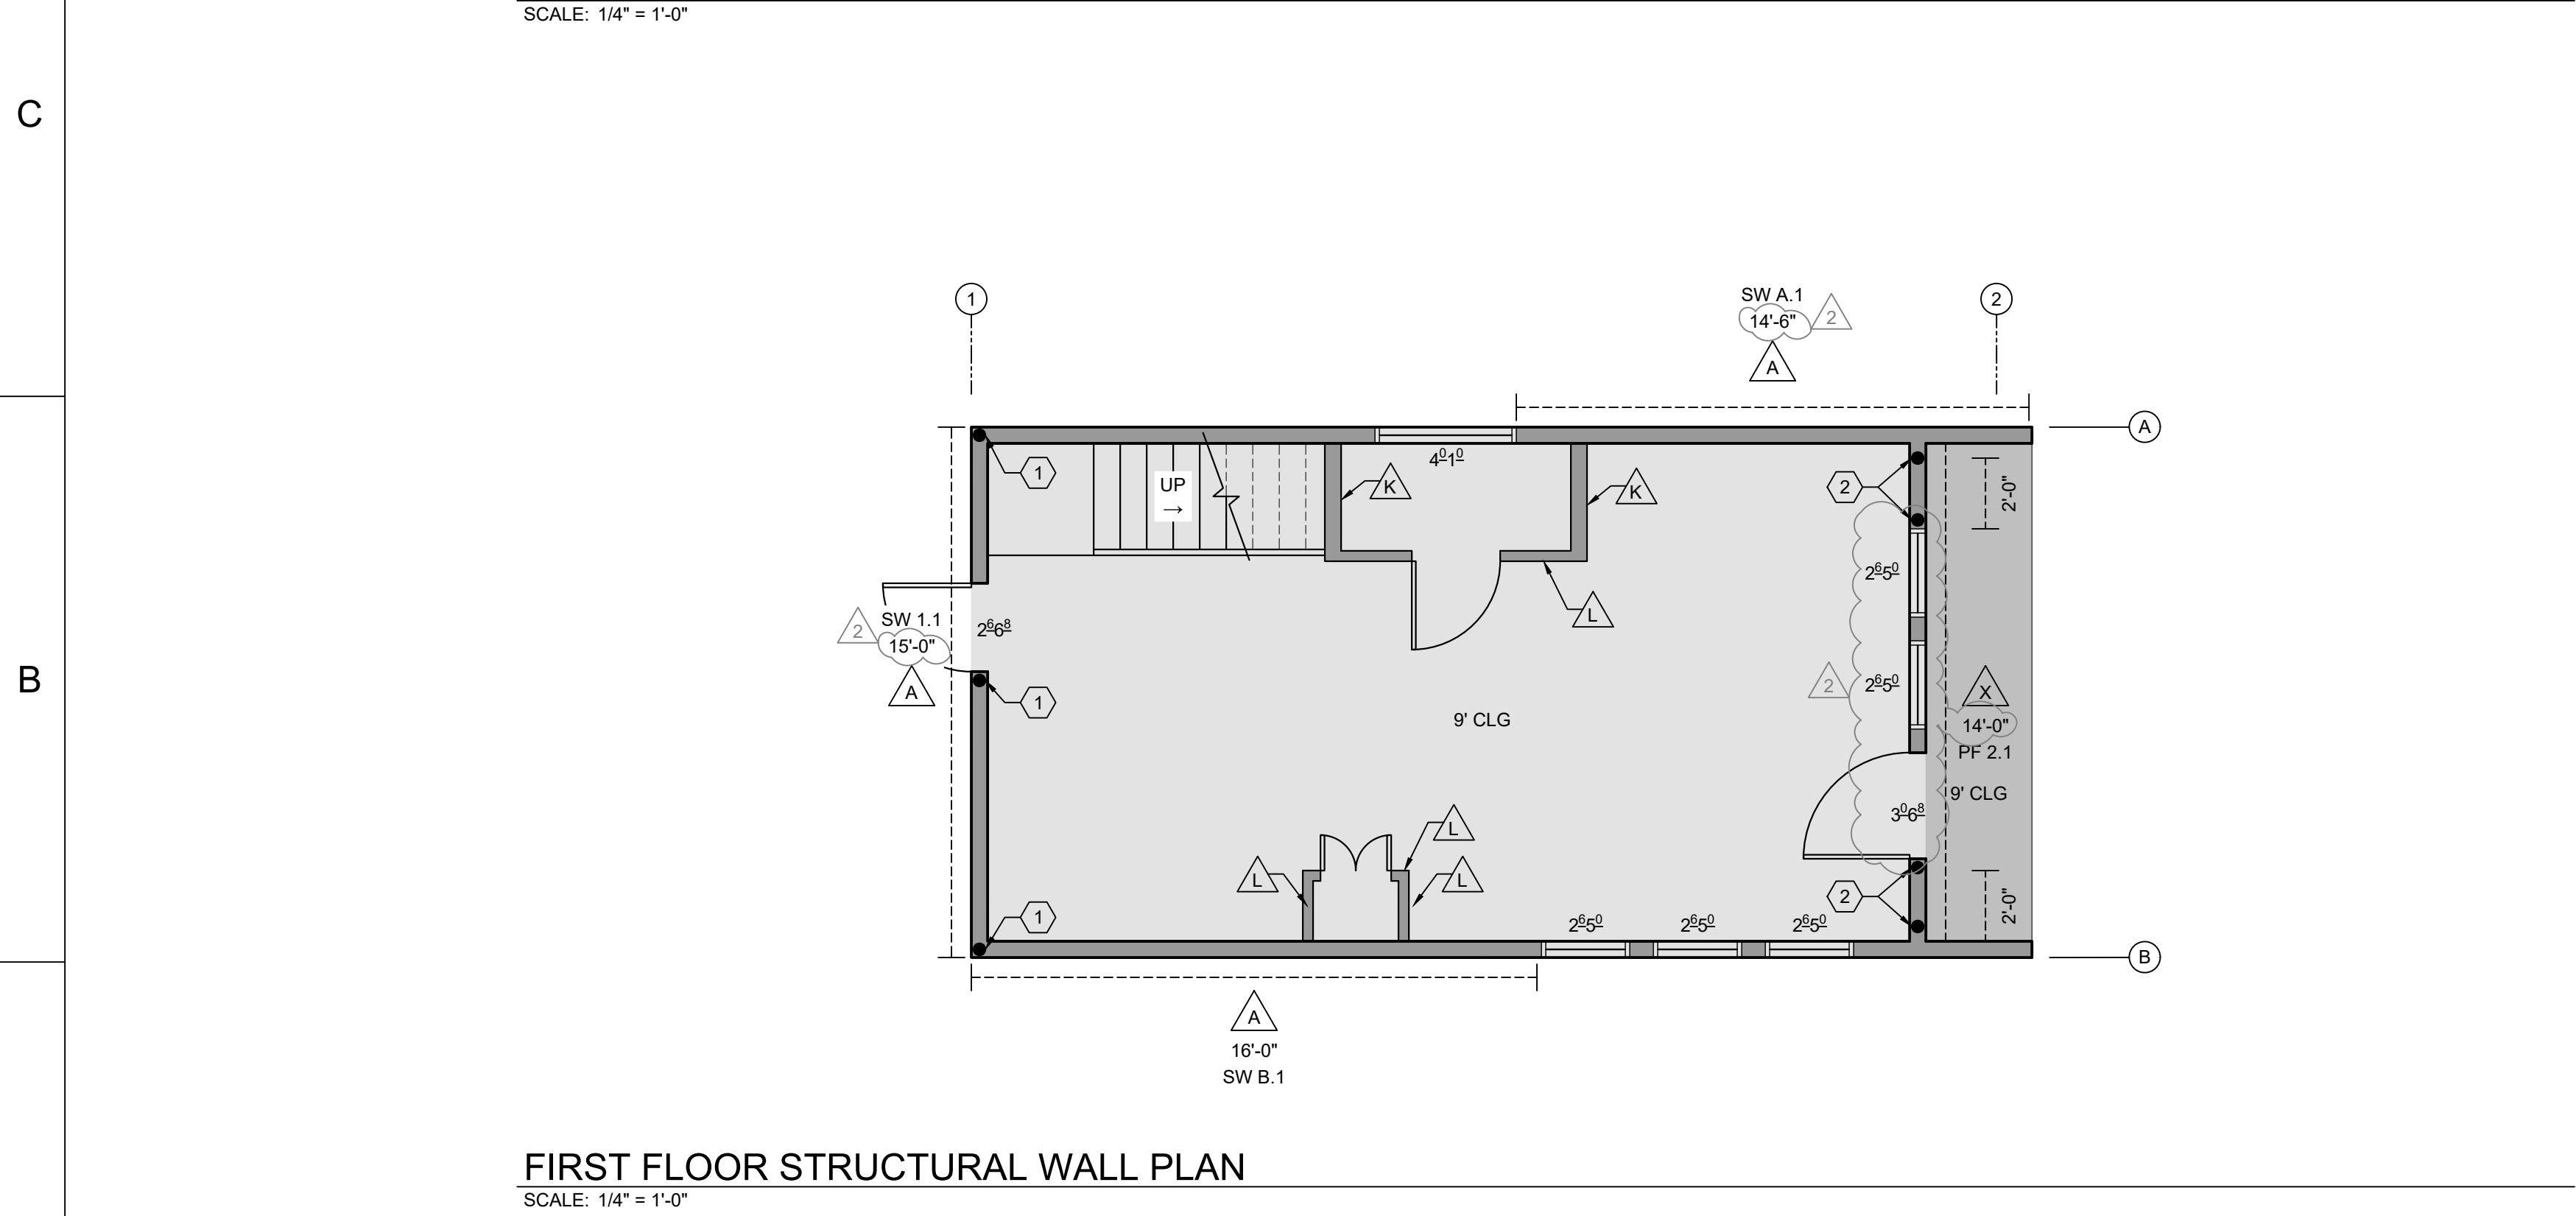 SCALE: 1/4" = 1'-0"
C
1
SW A.1
2
14'-6"
2
A
A
1
UP
→
4⁰1⁰
K
K
2
2'-0"
2⁶5⁰
L
2
SW 1.1
15'-0"
2⁶6⁸
A
B
1
2
2⁶5⁰
X
9' CLG
14'-0"
PF 2.1
9' CLG
3⁰6⁸
L
L
L
2
2'-0"
1
2⁶5⁰
2⁶5⁰
2⁶5⁰
B
A
16'-0"
SW B.1
FIRST FLOOR STRUCTURAL WALL PLAN
SCALE: 1/4" = 1'-0"